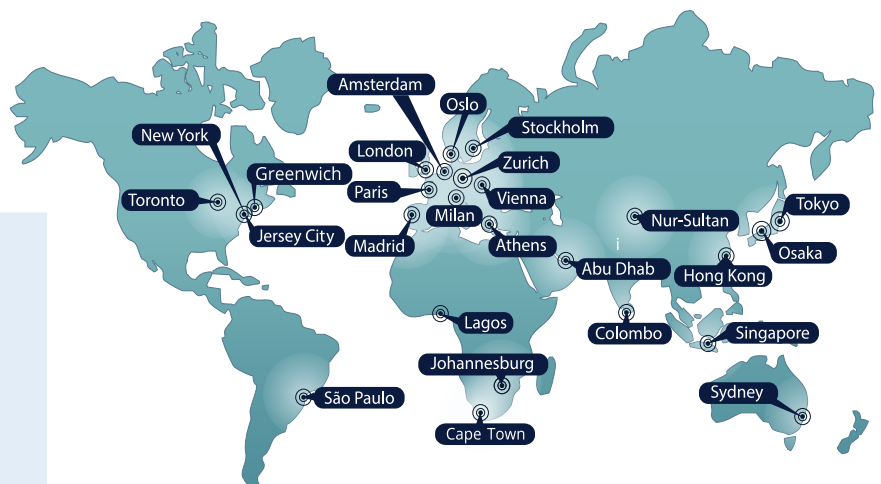 Amsterdam
Oslo
Stockholm
New York
London
Zurich
Greenwich
Paris
Vienna
Toronto
Milan
Tokyo
Nur-Sultan
Jersey City
Madrid
Athens
i
Osaka
Abu Dhab
Hong Kong
Lagos
Colombo
Singapore
Johannesburg
São Paulo
Sydney
Cape Town